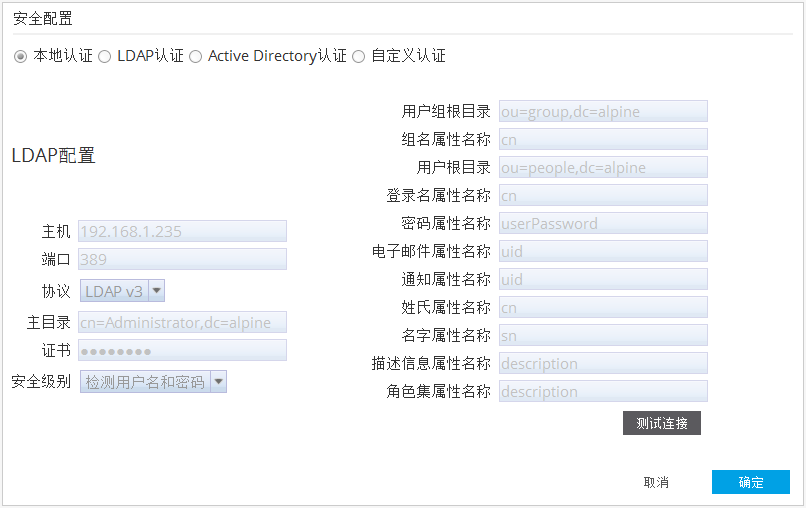 安全配置
本地认证 LDAP认证 Active Directory认证 自定义认证
LDAP配置
主机 192.168.1.235
端口 389
协议 LDAP v3
主目录 cn=Administrator,dc=alpine
证书 ●●●●●●●●
安全级别 检测用户名和密码
用户组根目录 ou=group,dc=alpine
组名属性名称 cn
用户根目录 ou=people,dc=alpine
登录名属性名称 cn
密码属性名称 userPassword
电子邮件属性名称 uid
通知属性名称 uid
姓氏属性名称 cn
名字属性名称 sn
描述信息属性名称 description
角色集属性名称 description
测试连接
取消 确定